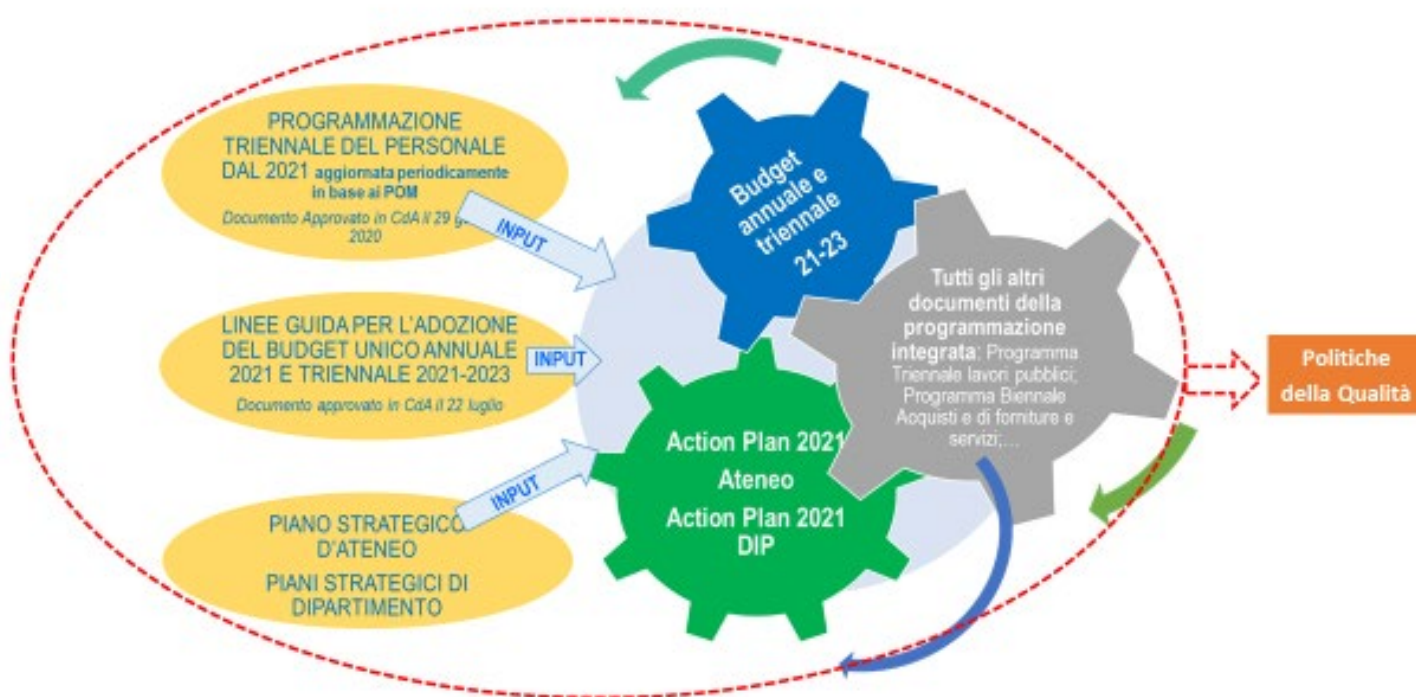 PROGRAMMAZIONE
TRIENNALE DEL PERSONALE
DAL 2021 aggiornata periodicamente
in base ai POM
Documento Approvato in CdA il 29 g
2020
INPUT
LINEE GUIDA PER L'ADOZIONE
DEL BUDGET UNICO ANNUALE
2021 E TRIENNALE 2021-2023
Documento approvato in CdA il 22 luglio
INPUT
PIANO STRATEGICO
D'ATENEO
PIANI STRATEGICI DI
DIPARTIMENTO
INPUT
Budget
annuale e
triennale
21-23
Tutti gli altri
documenti della
programmazione
integrata: Programma
Triennale lavori pubblici;
Programma Biennale
Acquisti e di forniture e
servizi;…
Action Plan 2021
Ateneo
Action Plan 2021
DIP
Politiche
della Qualità